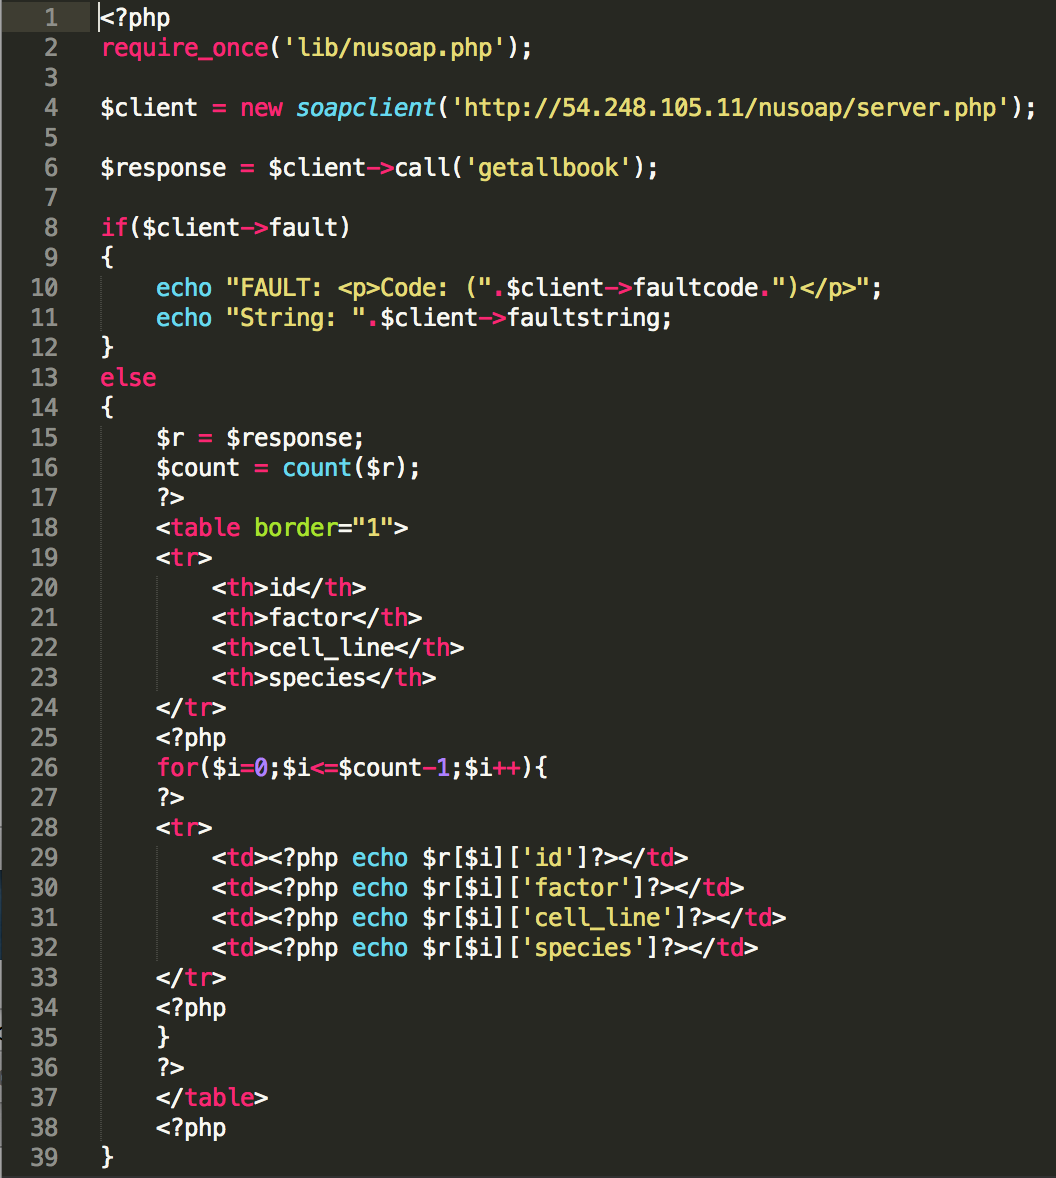 1 <?php
2 require_once('lib/nusoap.php');
3
4 $client = new soapclient('http://54.248.105.11/nusoap/server.php');
5
6 $response = $client->call('getallbook');
7
8 if($client->fault)
9 {
10     echo "FAULT: <p>Code: (".$client->faultcode.")</p>";
11     echo "String: ".$client->faultstring;
12 }
13 else
14 {
15     $r = $response;
16     $count = count($r);
17     ?>
18     <table border="1">
19     <tr>
20         <th>id</th>
21         <th>factor</th>
22         <th>cell_line</th>
23         <th>species</th>
24     </tr>
25     <?php
26     for($i=0;$i<=$count-1;$i++){
27     ?>
28     <tr>
29         <td><?php echo $r[$i]['id']?></td>
30         <td><?php echo $r[$i]['factor']?></td>
31         <td><?php echo $r[$i]['cell_line']?></td>
32         <td><?php echo $r[$i]['species']?></td>
33     </tr>
34     <?php
35     }
36     ?>
37     </table>
38     <?php
39 }